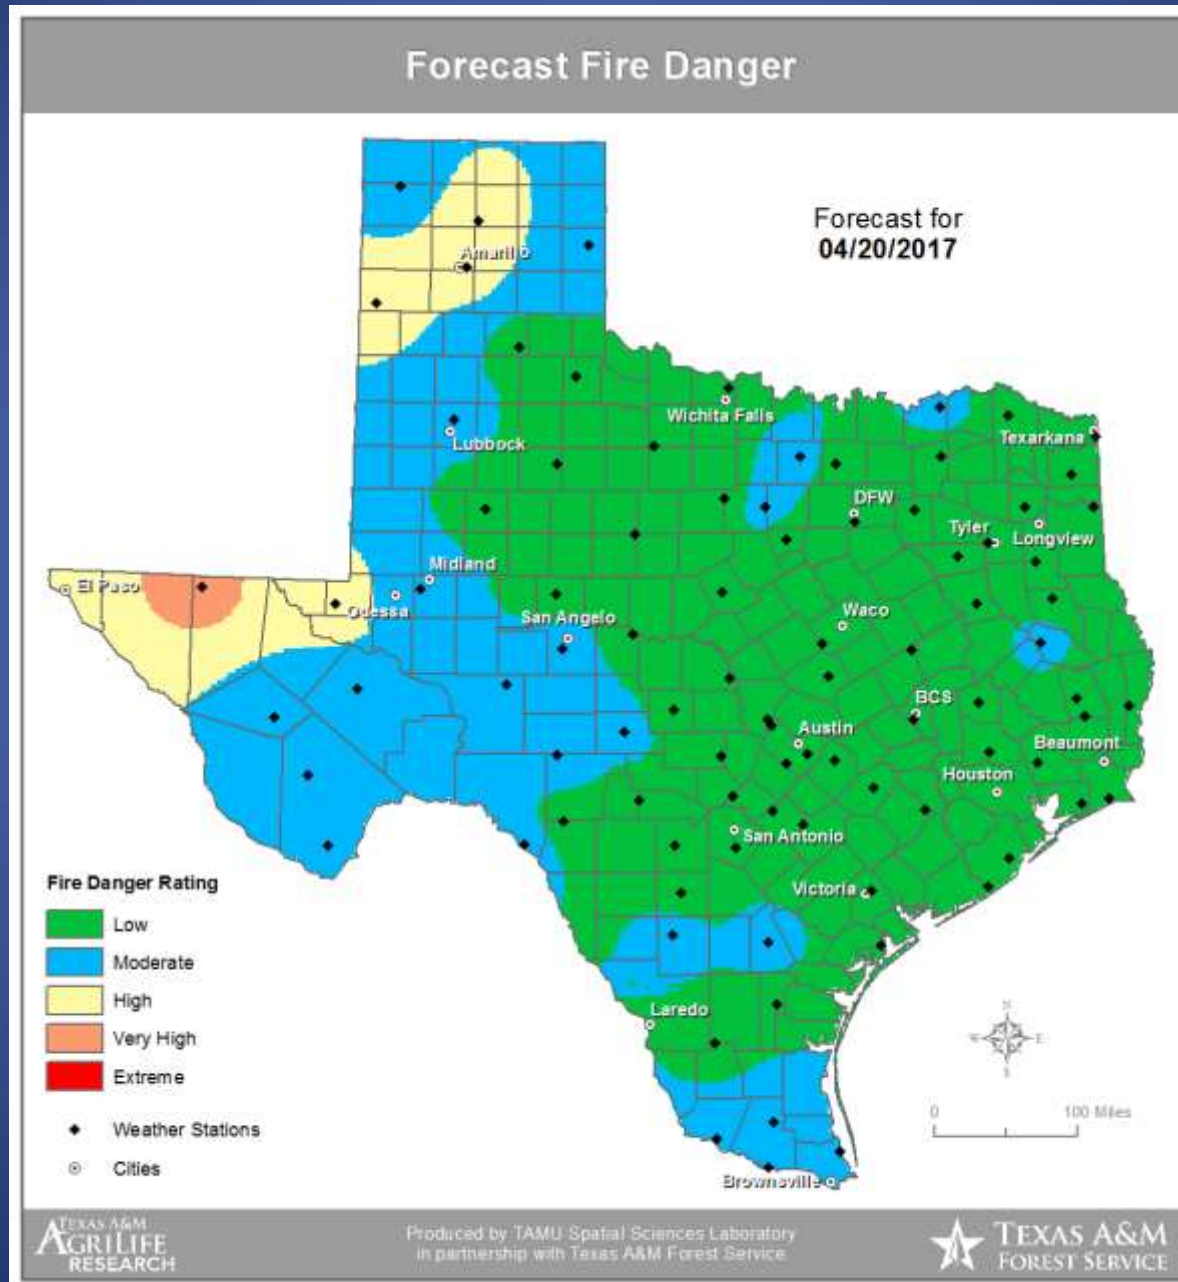 Forecast Fire Danger
Forecast for
04/20/2017
Amarillo
Wichita Falls
Texarkana
Lubbock
DFW
Tyler
Longview
El Paso
Midland
Odessa
San Angelo
Waco
BCS
Austin
Beaumont
Houston
San Antonio
Victoria
Laredo
Brownsville
Fire Danger Rating
Low
Moderate
High
Very High
Extreme
Weather Stations
Cities
N
W
E
S
0 100 Miles
TEXAS A&M
AGRILIFE
RESEARCH
Produced by TAMU Spatial Sciences Laboratory
in partnership with Texas A&M Forest Service
TEXAS A&M
FOREST SERVICE